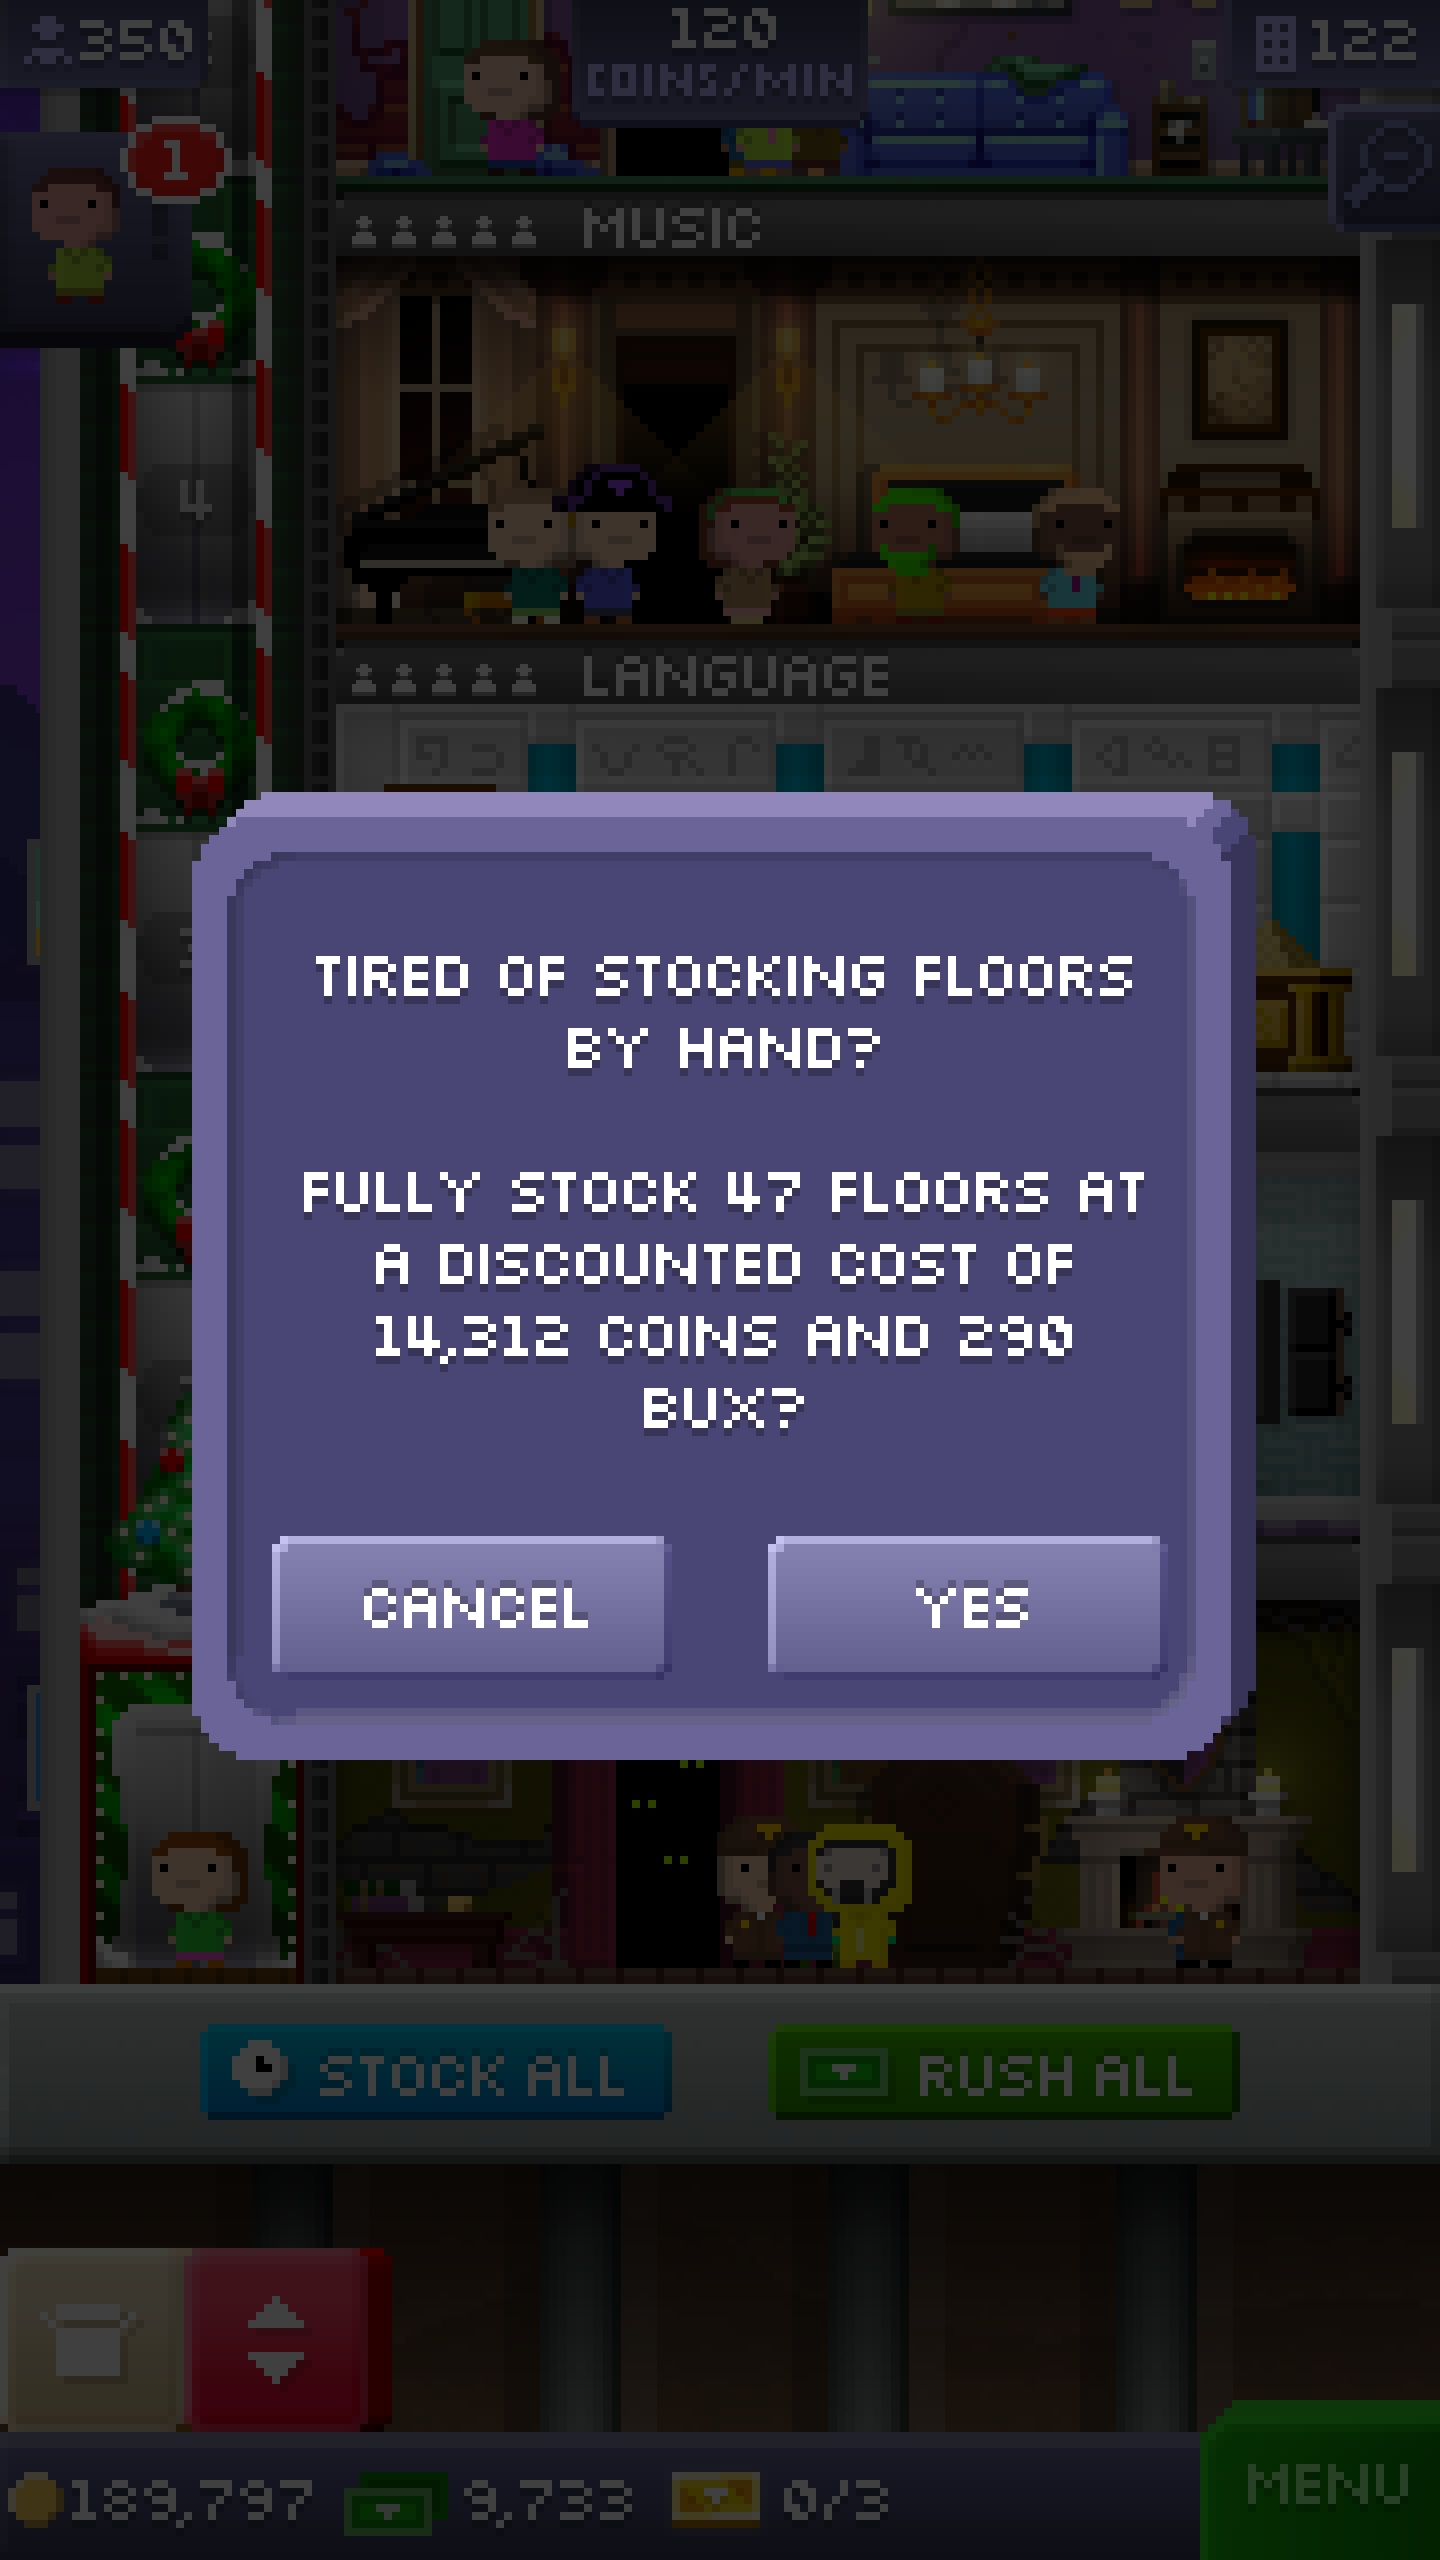 350
120
COINS/MIN
122
1
MUSIC
4
LANGUAGE
TIRED OF STOCKING FLOORS
BY HAND?
FULLY STOCK 47 FLOORS AT
A DISCOUNTED COST OF
14,312 COINS AND 290
BUX?
CANCEL
YES
STOCK ALL
RUSH ALL
189,797
9,733
0/3
MENU